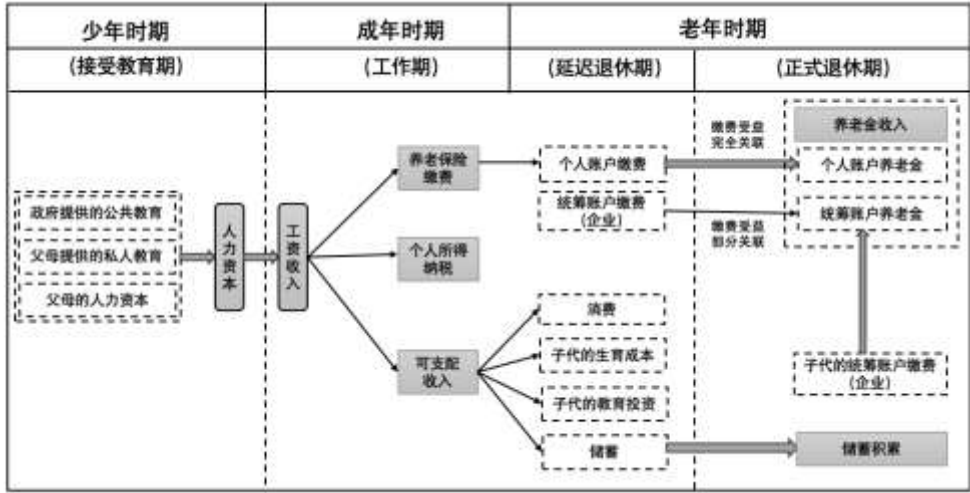 少年时期
成年时期
老年时期
(接受教育期)
(工作期)
(延迟退休期)
(正式退休期)
政府提供的公共教育
父母提供的私人教育
父母的人力资本
人力资本
工资收入
养老保险
缴费
个人所得
纳税
可支配
收入
个人账户缴费
统筹账户缴费
(企业)
消费
子代的生育成本
子代的教育投资
储蓄
缴费受益
完全关联
缴费受益
部分关联
养老金收入
个人账户养老金
统筹账户养老金
子代的统筹账户缴费
(企业)
储蓄积累